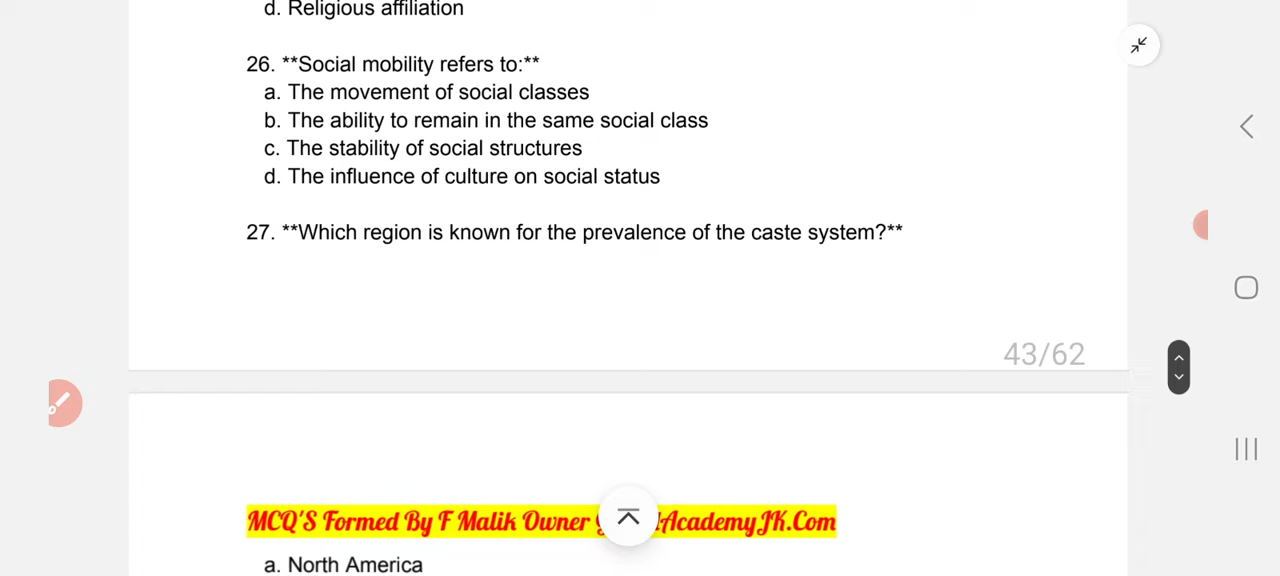 d. Religious affiliation
26. **Social mobility refers to:**
a. The movement of social classes
b. The ability to remain in the same social class
c. The stability of social structures
d. The influence of culture on social status
27. **Which region is known for the prevalence of the caste system?**
43/62
MCQ'S Formed By F Malik Owner
a. North America